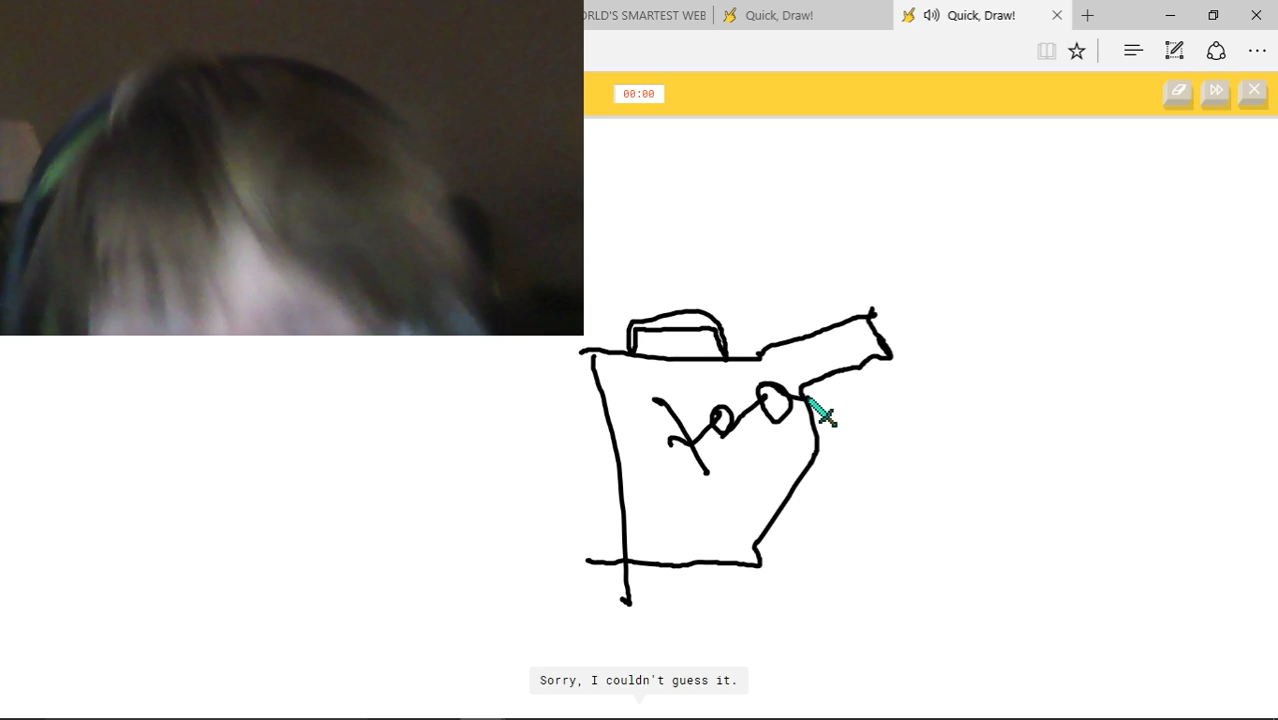 ORLD'S SMARTEST WEB
Quick, Draw!
Quick, Draw!
00:00
Sorry, I couldn't guess it.